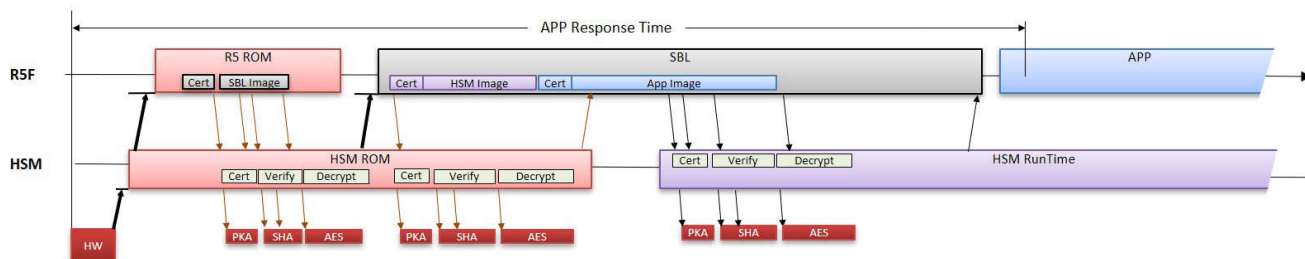 APP Response Time
R5 ROM
SBL
APP
R5F
Cert
SBL Image
Cert
HSM Image
Cert
App Image
HSM
HSM ROM
HSM RunTime
Cert
Verify
Decrypt
Cert
Verify
Decrypt
Cert
Verify
Decrypt
HW
PKA
SHA
AES
PKA
SHA
AES
PKA
SHA
AES